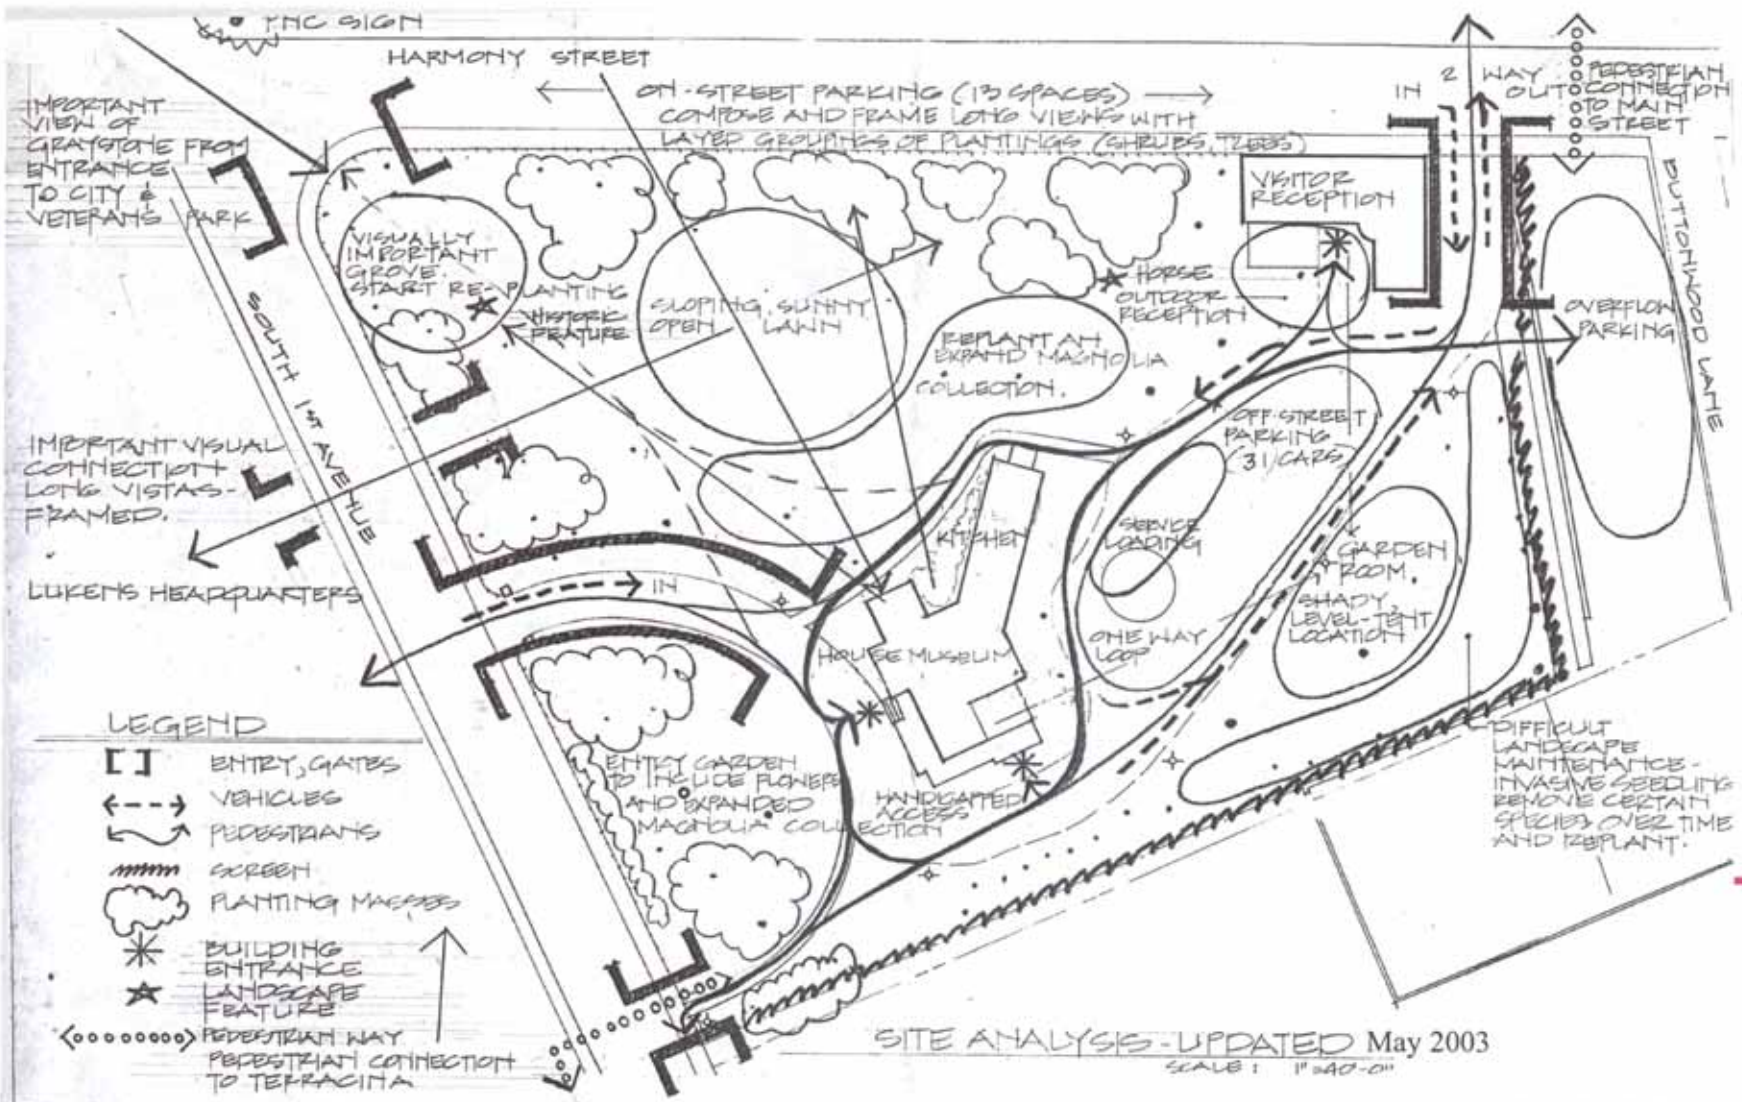 PNC SIGN
HARMONY STREET
ON-STREET PARKING (13 SPACES)
COMPOSE AND FRAME LONG VIEWS WITH
LAYED GROUPINGS OF PLANTINGS (SHRUBS, TREES)
IN 2 WAY OUT
PEDESTRIAN
CONNECTION
TO MAIN
STREET
IMPORTANT
VIEW OF
GRAYSTONE FROM
ENTRANCE
TO CITY &
VETERANS PARK
VISITOR
RECEPTION
BUTTONWOOD LANE
VISUALLY
IMPORTANT
GROVE.
START RE-PLANTING
HISTORIC
FEATURE
SLOPING, SUNNY
OPEN LAWN
HORSE
OUTDOOR
RECEPTION
OVERFLOW
PARKING
REPLANT AN
EXPAND MAGNOLIA
COLLECTION.
SOUTH 1ST AVENUE
OFF-STREET
PARKING
(31) CARS
IMPORTANT VISUAL
CONNECTION
LONG VISTAS-
FRAMED.
KITCHEN
SERVICE
LOADING
GARDEN
ROOM,
SHADY,
LEVEL-TENT
LOCATION
LUKENS HEADQUARTERS
IN
HOUSE MUSEUM
ONE WAY
LOOP
ENTRY GARDEN
TO INCLUDE FLOWERS
AND EXPANDED
MAGNOLIA COLLECTION
HANDICAPPED
ACCESS
DIFFICULT
LANDSCAPE
MAINTENANCE-
INVASIVE SEEDLING
REMOVE CERTAIN
SPECIES OVER TIME
AND REPLANT.
LEGEND
ENTRY, GATES
VEHICLES
PEDESTRIANS
SCREEN
PLANTING MASSES
BUILDING
ENTRANCE
LANDSCAPE
FEATURE
PEDESTRIAN WAY
PEDESTRIAN CONNECTION
TO TERRACINA
SITE ANALYSIS - UPDATED May 2003
SCALE: 1"=40'-0"